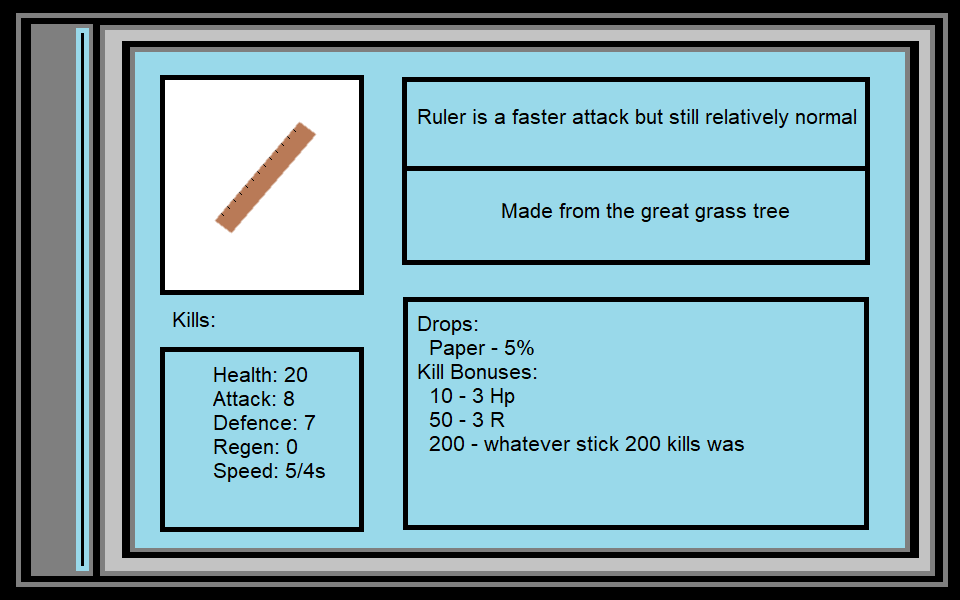 Ruler is a faster attack but still relatively normal
Made from the great grass tree
Kills:
Health: 20
Attack: 8
Defence: 7
Regen: 0
Speed: 5/4s
Drops:
Paper - 5%
Kill Bonuses:
10 - 3 Hp
50 - 3 R
200 - whatever stick 200 kills was